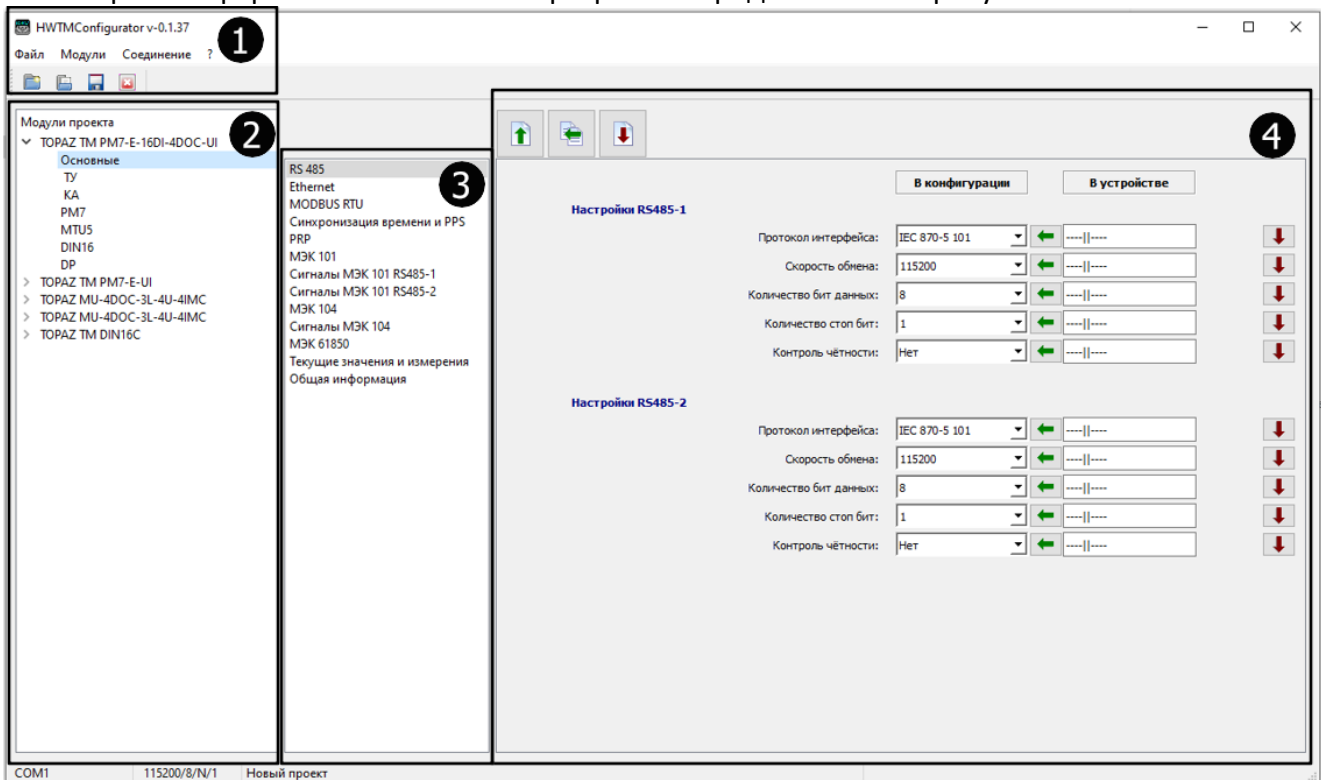 HWTMConfigurator v-0.1.37
Файл Модули Соединение ?
1
2
3
4
Модули проекта
TOPAZ TM PM7-E-16DI-4DOC-UI
Основные
ТУ
КА
PM7
MTU5
DIN16
DP
TOPAZ TM PM7-E-UI
TOPAZ MU-4DOC-3L-4U-4IMC
TOPAZ MU-4DOC-3L-4U-4IMC
TOPAZ TM DIN16C
RS 485
Ethernet
MODBUS RTU
Синхронизация времени и PPS
PRP
МЭК 101
Сигналы МЭК 101 RS485-1
Сигналы МЭК 101 RS485-2
МЭК 104
Сигналы МЭК 104
МЭК 61850
Текущие значения и измерения
Общая информация
В конфигурации В устройстве
Настройки RS485-1
Протокол интерфейса: IEC 870-5 101 ----||----
Скорость обмена: 115200 ----||----
Количество бит данных: 8 ----||----
Количество стоп бит: 1 ----||----
Контроль чётности: Нет ----||----
Настройки RS485-2
Протокол интерфейса: IEC 870-5 101 ----||----
Скорость обмена: 115200 ----||----
Количество бит данных: 8 ----||----
Количество стоп бит: 1 ----||----
Контроль чётности: Нет ----||----
COM1 115200/8/N/1 Новый проект